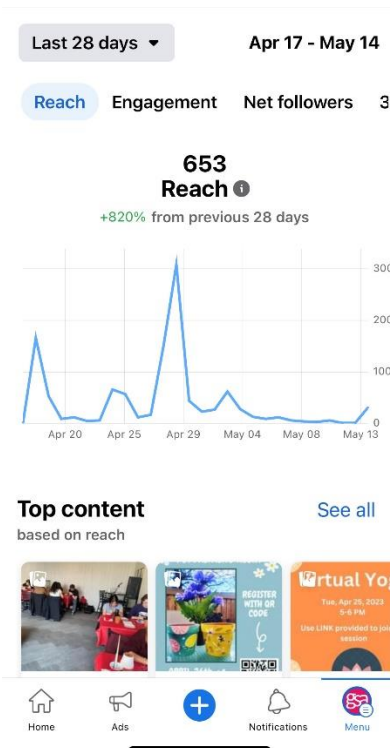 Last 28 days
Apr 17 - May 14
Reach Engagement Net followers 3
653
Reach
+820% from previous 28 days
300
200
100
0
Apr 20 Apr 25 Apr 29 May 04 May 08 May 13
Top content
See all
based on reach
REGISTER
WITH QR
CODE
rtual Yo
Tue, Apr 25, 2023
5-6 PM
Use LINK provided to join
session
Home Ads Notifications Menu